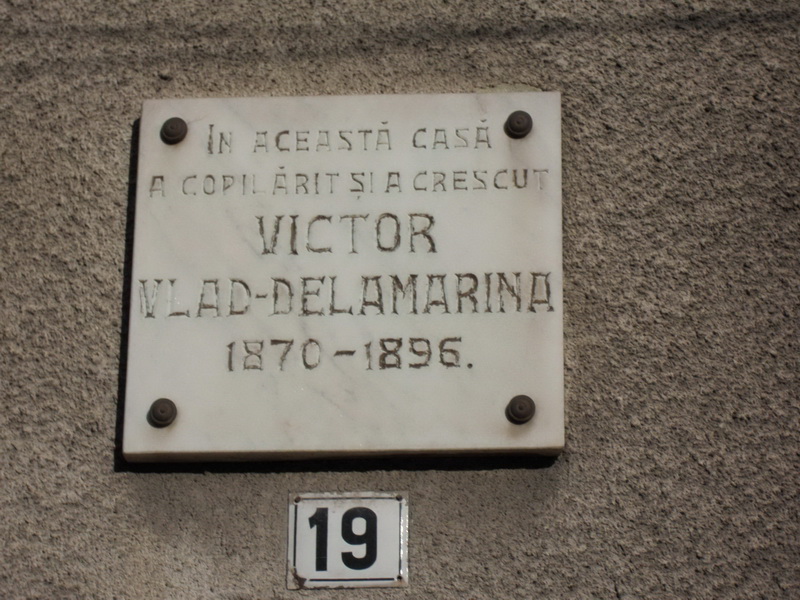 ÎN ACEASTĂ CASĂ
A COPILĂRIT ȘI A CRESCUT
VICTOR
VLAD-DELAMARINA
1870-1896.
19